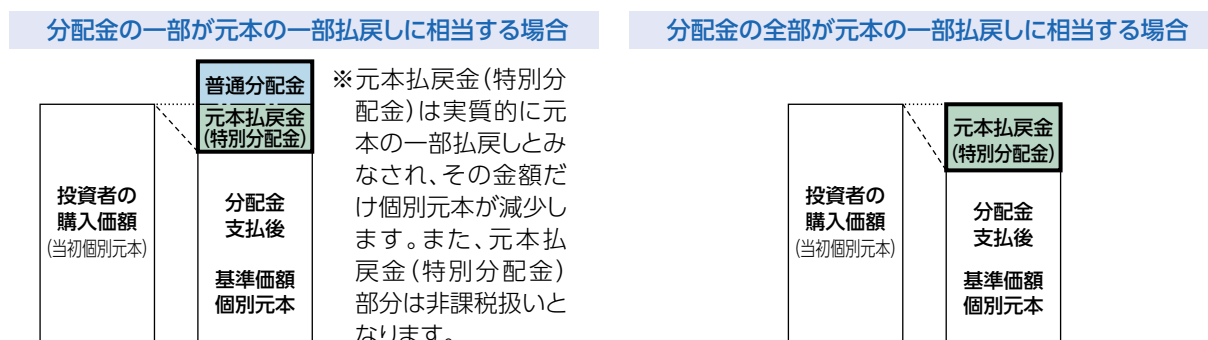 分配金の一部が元本の一部払戻しに相当する場合
普通分配金
元本払戻金
(特別分配金)
投資者の
購入価額
(当初個別元本)
分配金
支払後
基準価額
個別元本
※元本払戻金(特別分
配金)は実質的に元
本の一部払戻しとみ
なされ、その金額だ
け個別元本が減少し
ます。また、元本払
戻金(特別分配金)
部分は非課税扱いと
なります。
分配金の全部が元本の一部払戻しに相当する場合
元本払戻金
(特別分配金)
投資者の
購入価額
(当初個別元本)
分配金
支払後
基準価額
個別元本